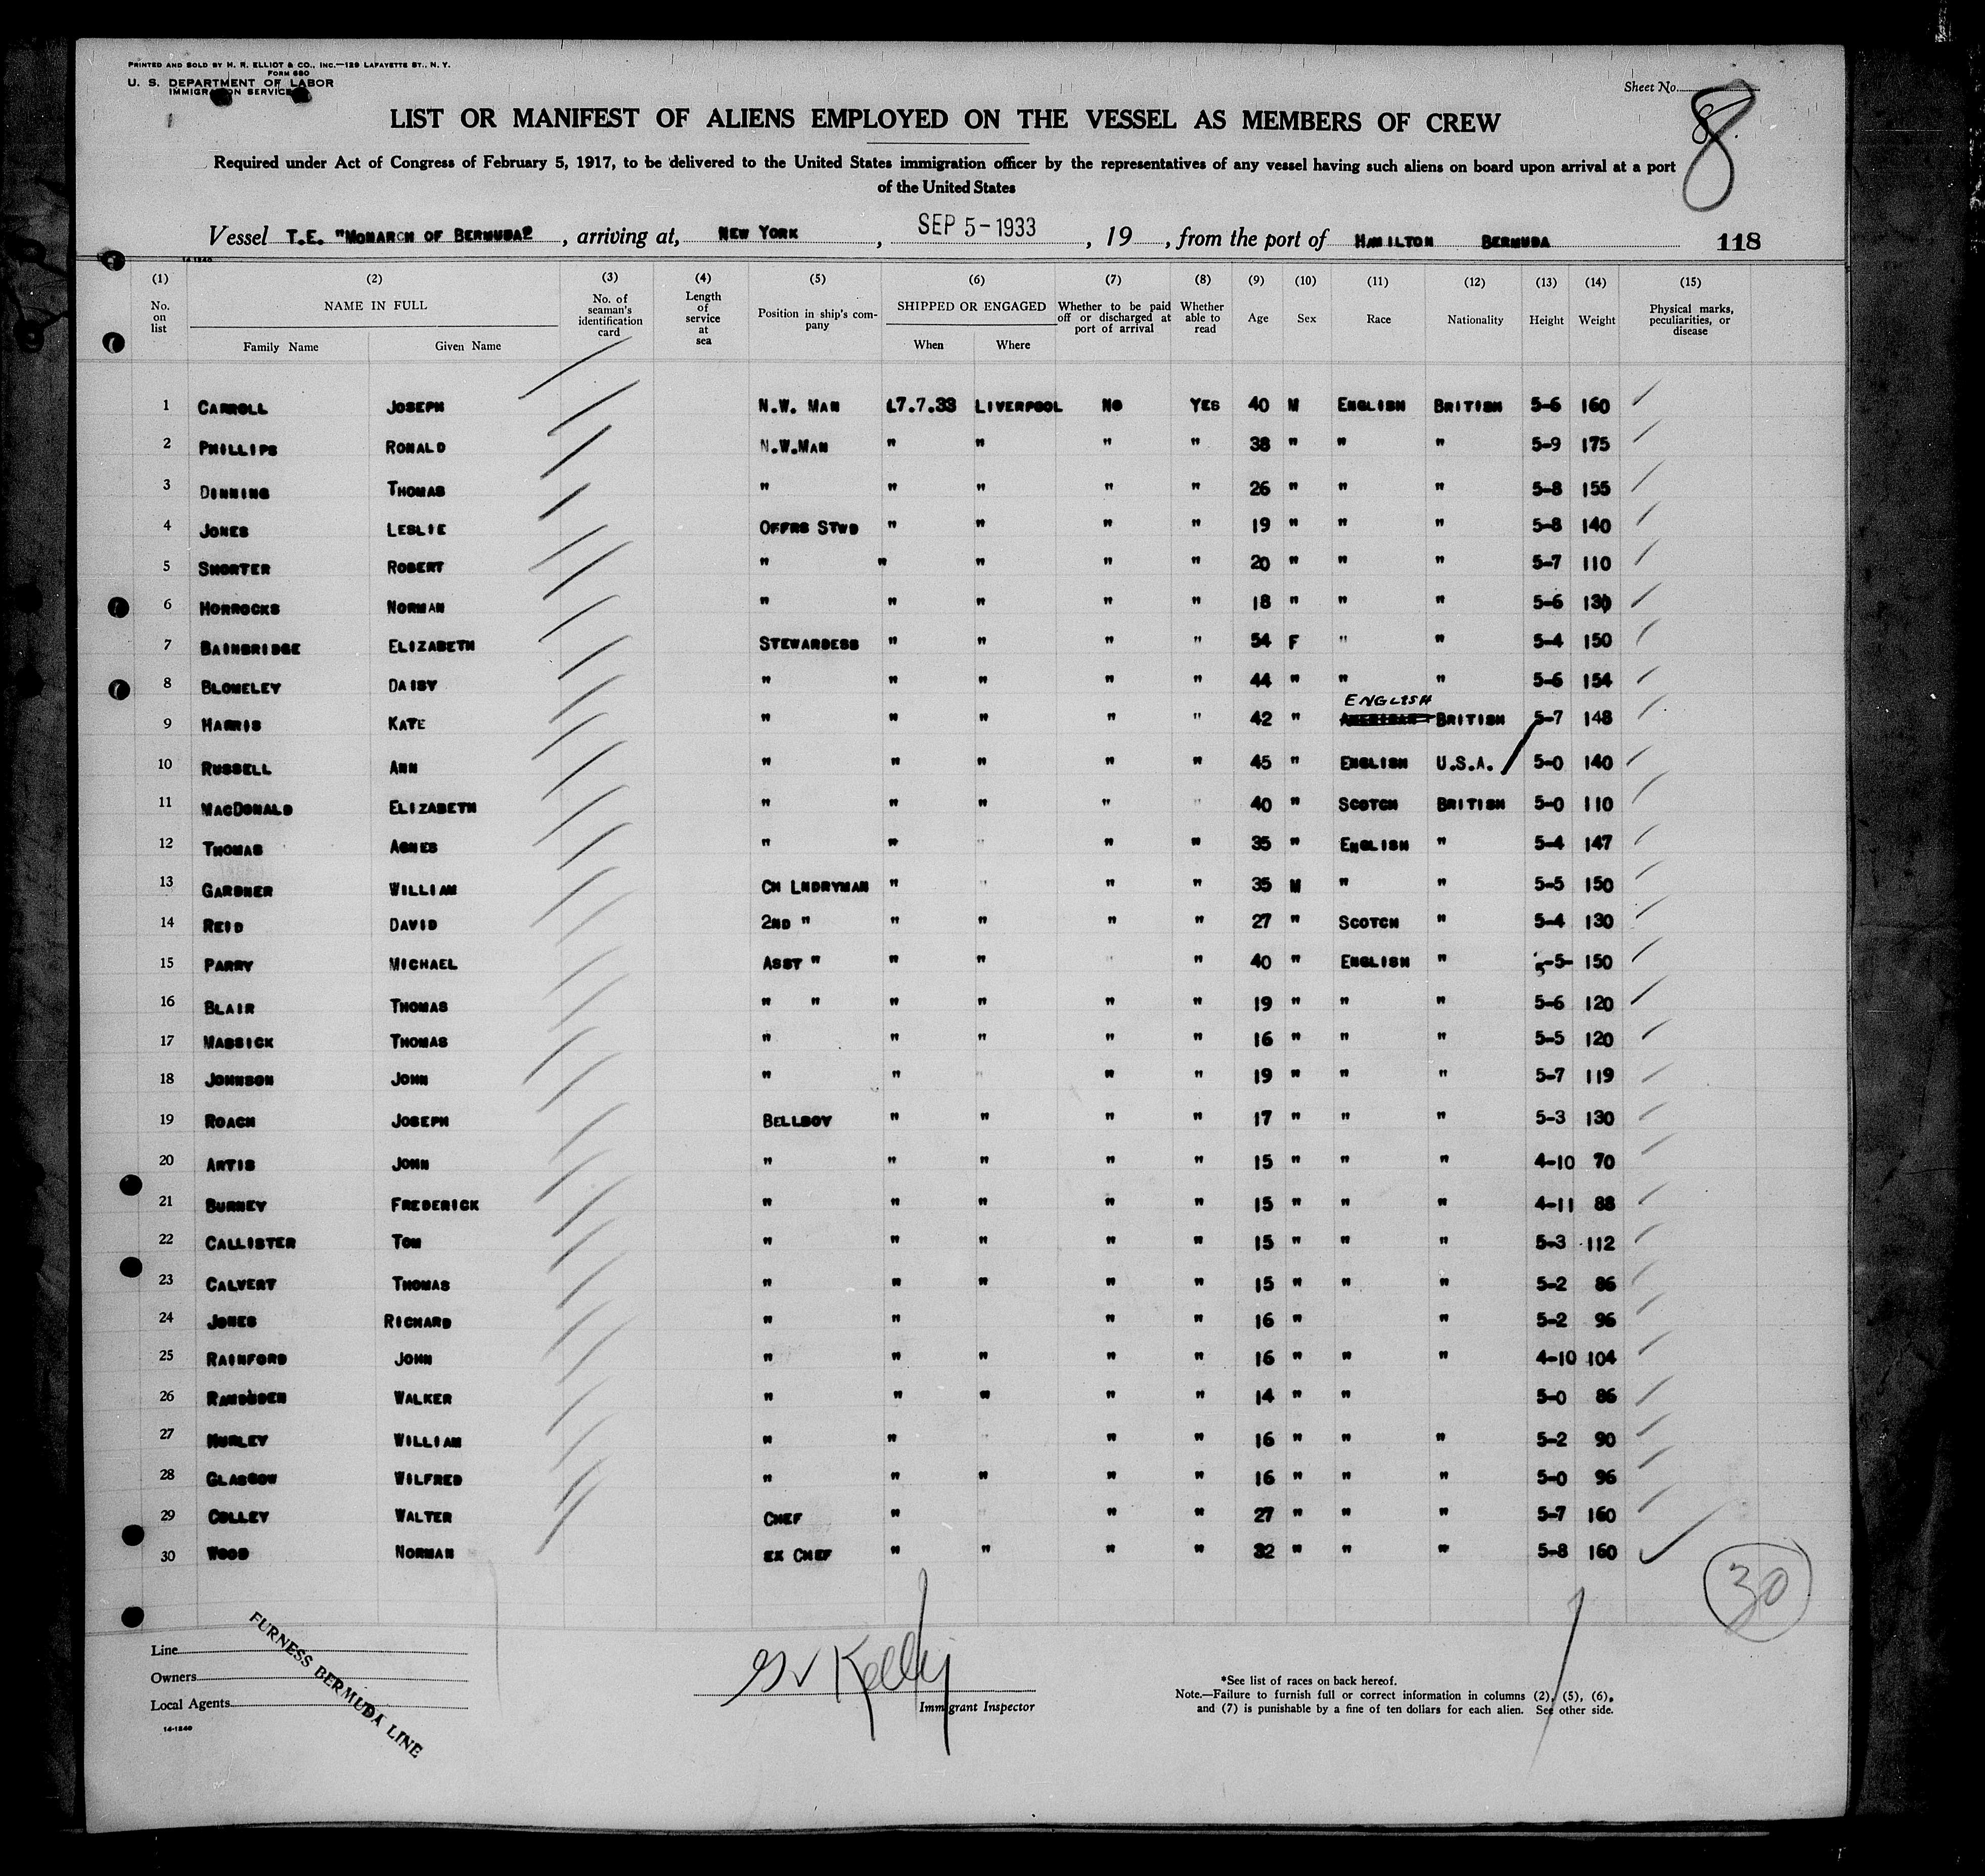 PRINTED AND SOLD BY H. R. ELLIOT & CO., INC.—129 LAFAYETTE ST., N. Y.
FORM 680
U. S. DEPARTMENT OF LABOR
IMMIGRATION SERVICE
Sheet No.
8
LIST OR MANIFEST OF ALIENS EMPLOYED ON THE VESSEL AS MEMBERS OF CREW
Required under Act of Congress of February 5, 1917, to be delivered to the United States immigration officer by the representatives of any vessel having such aliens on board upon arrival at a port
of the United States
Vessel T.E. "MONARCH OF BERMUDA", arriving at, NEW YORK, SEP 5-1933, 19 , from the port of HAMILTON BERMUDA 118
14-1240
(1) (2) (3) (4) (5) (6) (7) (8) (9) (10) (11) (12) (13) (14) (15)
No. on list NAME IN FULL Family Name Given Name No. of seaman's identification card Length of service at sea Position in ship's company SHIPPED OR ENGAGED When Where Whether to be paid off or discharged at port of arrival Whether able to read Age Sex Race Nationality Height Weight Physical marks, peculiarities, or disease
1 CARROLL JOSEPH N.W. MAN 17.7.33 LIVERPOOL NO YES 40 M ENGLISH BRITISH 5-6 160
2 PHILLIPS RONALD N.W.MAN " " " " 38 " " " 5-9 175
3 DINNING THOMAS " " " " " 26 " " " 5-8 155
4 JONES LESLIE OFFRS STWD " " " " 19 " " " 5-8 140
5 SHORTER ROBERT " " " " " 20 " " " 5-7 110
6 HORROCKS NORMAN " " " " " 18 " " " 5-6 130
7 BAINBRIDGE ELIZABETH STEWARDESS " " " " 54 F " " 5-4 150
8 BLOMELEY DAISY " " " " " 44 " " " 5-6 154
9 HARRIS KATE " " " " " 42 " ENGLISH BRITISH 5-7 148
10 RUSSELL ANN " " " " " 45 " ENGLISH U.S.A. 5-0 140
11 MACDONALD ELIZABETH " " " " " 40 " SCOTCH BRITISH 5-0 110
12 THOMAS AGNES " " " " " 35 " ENGLISH " 5-4 147
13 GARDNER WILLIAM CH LNDRYMAN " " " " 35 M " " 5-5 150
14 REID DAVID 2ND " " " " " 27 " SCOTCH " 5-4 130
15 PARRY MICHAEL ASST " " " " " 40 " ENGLISH " 5-5- 150
16 BLAIR THOMAS " " " " " " 19 " " " 5-6 120
17 MASSICK THOMAS " " " " " 16 " " " 5-5 120
18 JOHNSON JOHN " " " " " 19 " " " 5-7 119
19 ROACH JOSEPH BELLBOY " " " " 17 " " " 5-3 130
20 ARTIS JOHN " " " " " 15 " " " 4-10 70
21 BURNEY FREDERICK " " " " " 15 " " " 4-11 88
22 CALLISTER TOM " " " " " 15 " " " 5-3 112
23 CALVERT THOMAS " " " " " 15 " " " 5-2 86
24 JONES RICHARD " " " " 16 " " 5-2 96
25 RAINFORD JOHN " " " " " 16 " " " 4-10 104
26 WALKER " " " " " 14 " " 5-0 86
27 HURLEY WILLIAM " " " " 16 " " " 5-2 90
28 GLASGOW WILFRED " " " " " 16 " " " 5-0 96
29 COLLEY WALTER CHEF " " " 27 " " " 5-7 160
30 WOOD NORMAN EX CHEF " " " " 32 " " " 5-8 160
30
Line
Owners
Local Agents
FURNESS BERMUDA LINE
14-1240
Kelly
Immigrant Inspector
*See list of races on back hereof.
Note.—Failure to furnish full or correct information in columns (2), (5), (6),
and (7) is punishable by a fine of ten dollars for each alien. See other side.